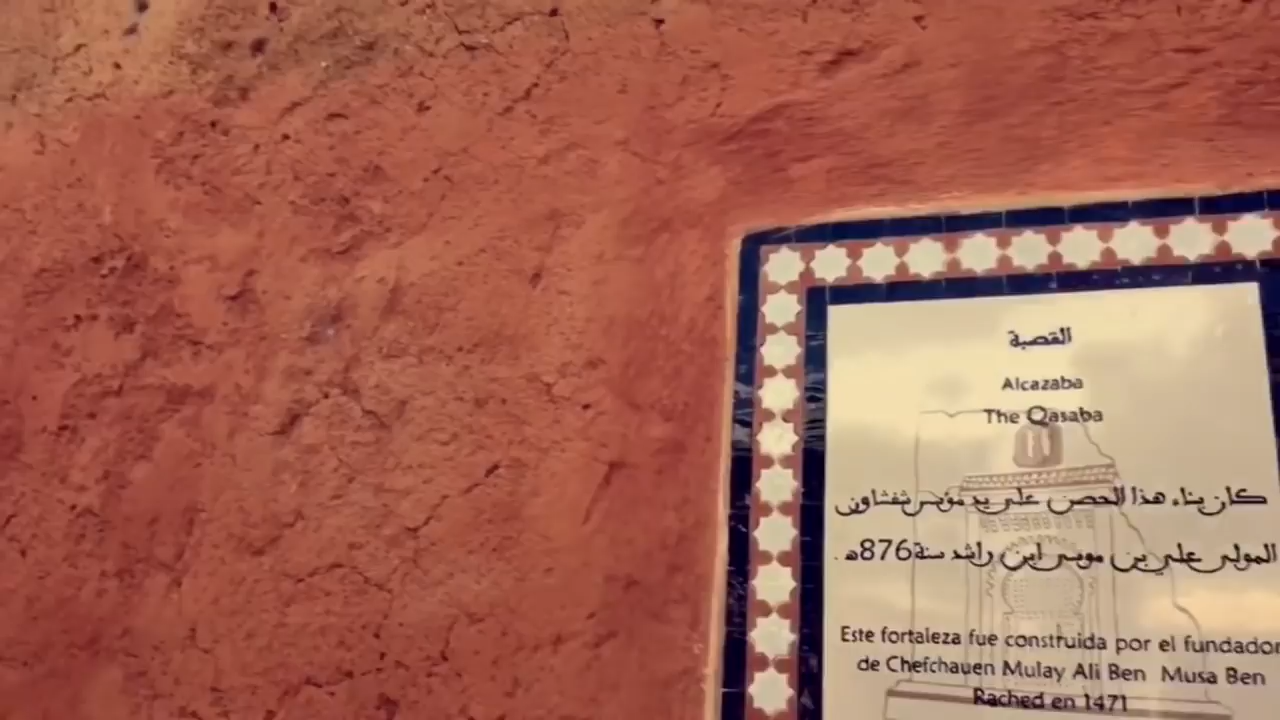 القصبة
Alcazaba
The Qasaba
كان بناء هذا الحصن على يد مؤسس شفشاون
المولى علي بن موسى ابن راشد سنة 876ه .
Este fortaleza fue construida por el fundador
de Chefchauen Mulay Ali Ben Musa Ben
Rached en 1471